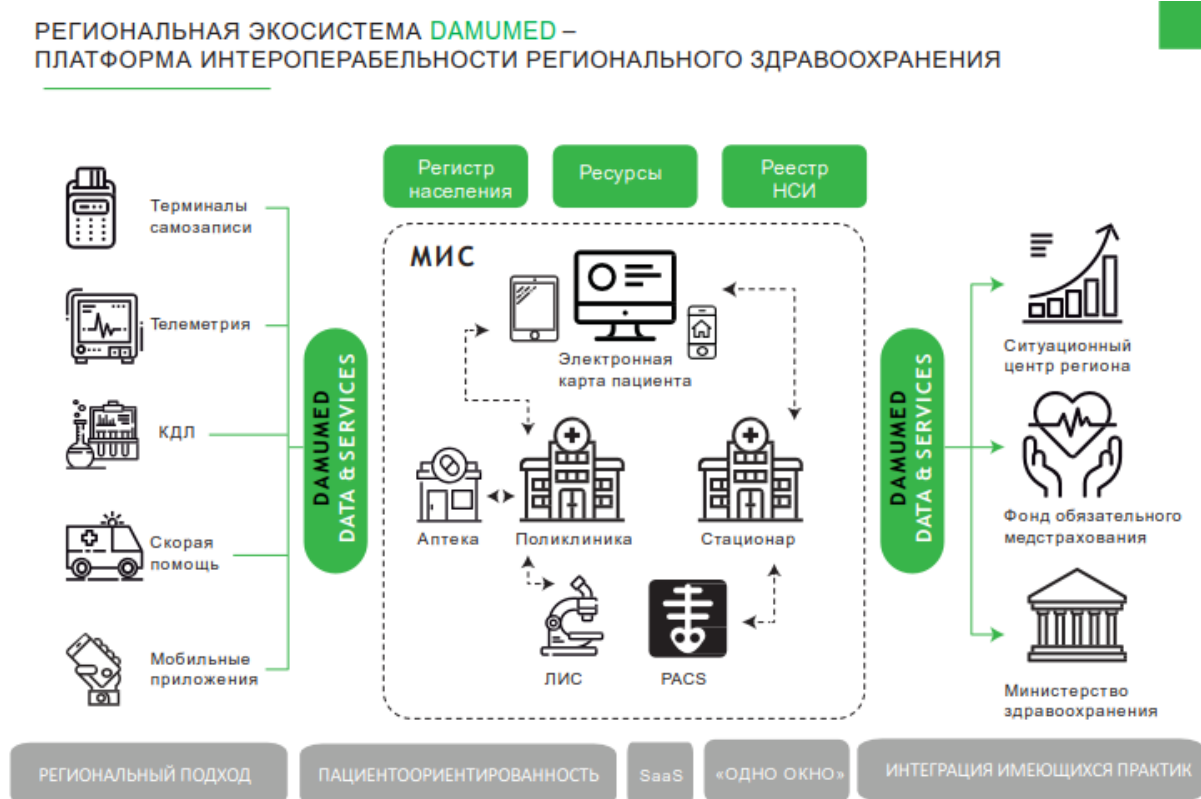 РЕГИОНАЛЬНАЯ ЭКОСИСТЕМА DAMUMED –
ПЛАТФОРМА ИНТЕРОПЕРАБЕЛЬНОСТИ РЕГИОНАЛЬНОГО ЗДРАВООХРАНЕНИЯ
Регистр
населения
Ресурсы
Реестр
НСИ
Терминалы
самозаписи
Телеметрия
КДЛ
Скорая
помощь
Мобильные
приложения
DAMUMED
DATA & SERVICES
МИС
Электронная
карта пациента
Аптека
Поликлиника
Стационар
ЛИС
PACS
DAMUMED
DATA & SERVICES
Ситуационный
центр региона
Фонд обязательного
медстрахования
Министерство
здравоохранения
РЕГИОНАЛЬНЫЙ ПОДХОД
ПАЦИЕНТООРИЕНТИРОВАННОСТЬ
SaaS
«ОДНО ОКНО»
ИНТЕГРАЦИЯ ИМЕЮЩИХСЯ ПРАКТИК